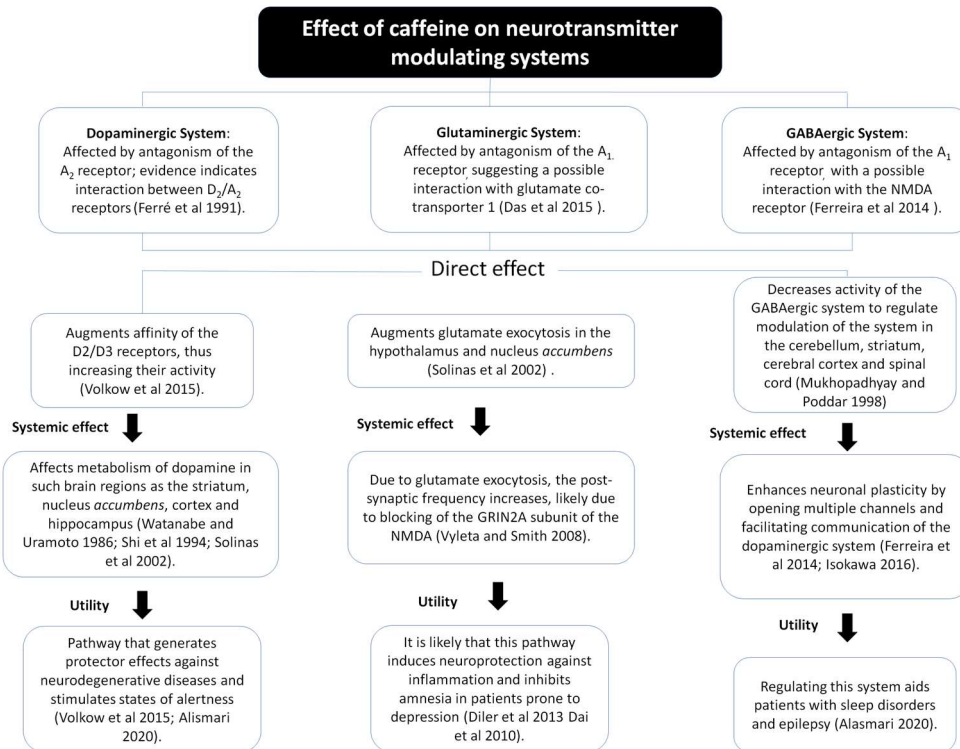 Effect of caffeine on neurotransmitter
modulating systems
Dopaminergic System:
Affected by antagonism of the
A2 receptor; evidence indicates
interaction between D2/A2
receptors (Ferré et al 1991).
Glutaminergic System:
Affected by antagonism of the A1,
receptor, suggesting a possible
interaction with glutamate co-
transporter 1 (Das et al 2015 ).
GABAergic System:
Affected by antagonism of the A1
receptor, with a possible
interaction with the NMDA
receptor (Ferreira et al 2014 ).
Direct effect
Augments affinity of the
D2/D3 receptors, thus
increasing their activity
(Volkow et al 2015).
Augments glutamate exocytosis in the
hypothalamus and nucleus accumbens
(Solinas et al 2002) .
Decreases activity of the
GABAergic system to regulate
modulation of the system in
the cerebellum, striatum,
cerebral cortex and spinal
cord (Mukhopadhyay and
Poddar 1998)
Systemic effect
Systemic effect
Systemic effect
Affects metabolism of dopamine in
such brain regions as the striatum,
nucleus accumbens, cortex and
hippocampus (Watanabe and
Uramoto 1986; Shi et al 1994; Solinas
et al 2002).
Due to glutamate exocytosis, the post-
synaptic frequency increases, likely due
to blocking of the GRIN2A subunit of the
NMDA (Vyleta and Smith 2008).
Enhances neuronal plasticity by
opening multiple channels and
facilitating communication of the
dopaminergic system (Ferreira et
al 2014; Isokawa 2016).
Utility
Utility
Utility
Pathway that generates
protector effects against
neurodegenerative diseases and
stimulates states of alertness
(Volkow et al 2015; Alismari
2020).
It is likely that this pathway
induces neuroprotection against
inflammation and inhibits
amnesia in patients prone to
depression (Diler et al 2013 Dai
et al 2010).
Regulating this system aids
patients with sleep disorders
and epilepsy (Alasmari 2020).